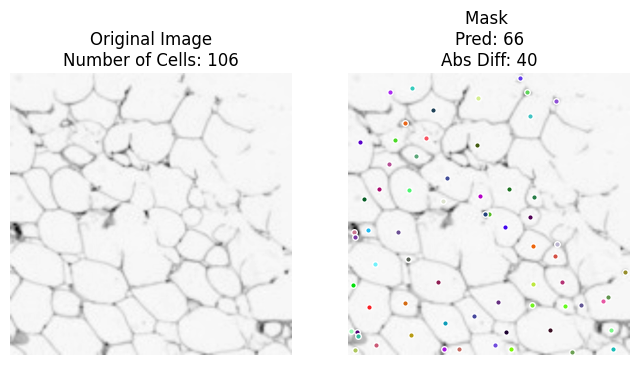 Original Image
Number of Cells: 106
Mask
Pred: 66
Abs Diff: 40